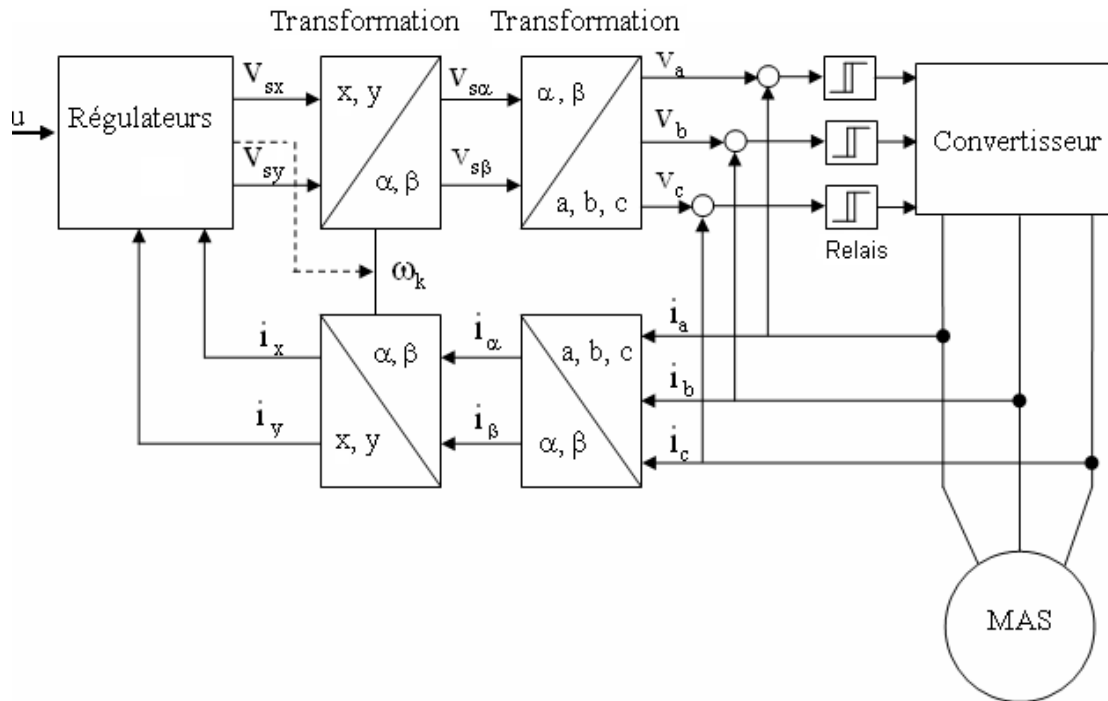 Transformation Transformation
u
Régulateurs
Vsx
Vsy
x, y
α, β
Vsα
Vsβ
α, β
a, b, c
va
vb
vc
Relais
Convertisseur
ωk
ix
iy
α, β
x, y
iα
iβ
a, b, c
α, β
ia
ib
ic
MAS